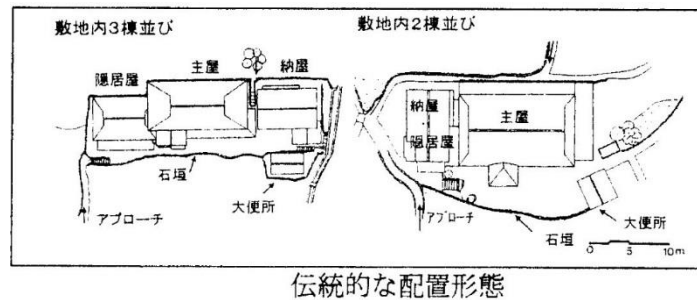 敷地内3棟並び
主屋
納屋
隠居屋
石垣
大便所
アプローチ
敷地内2棟並び
納屋
主屋
隠居屋
アプローチ
石垣
大便所
0 5 10m
伝統的な配置形態